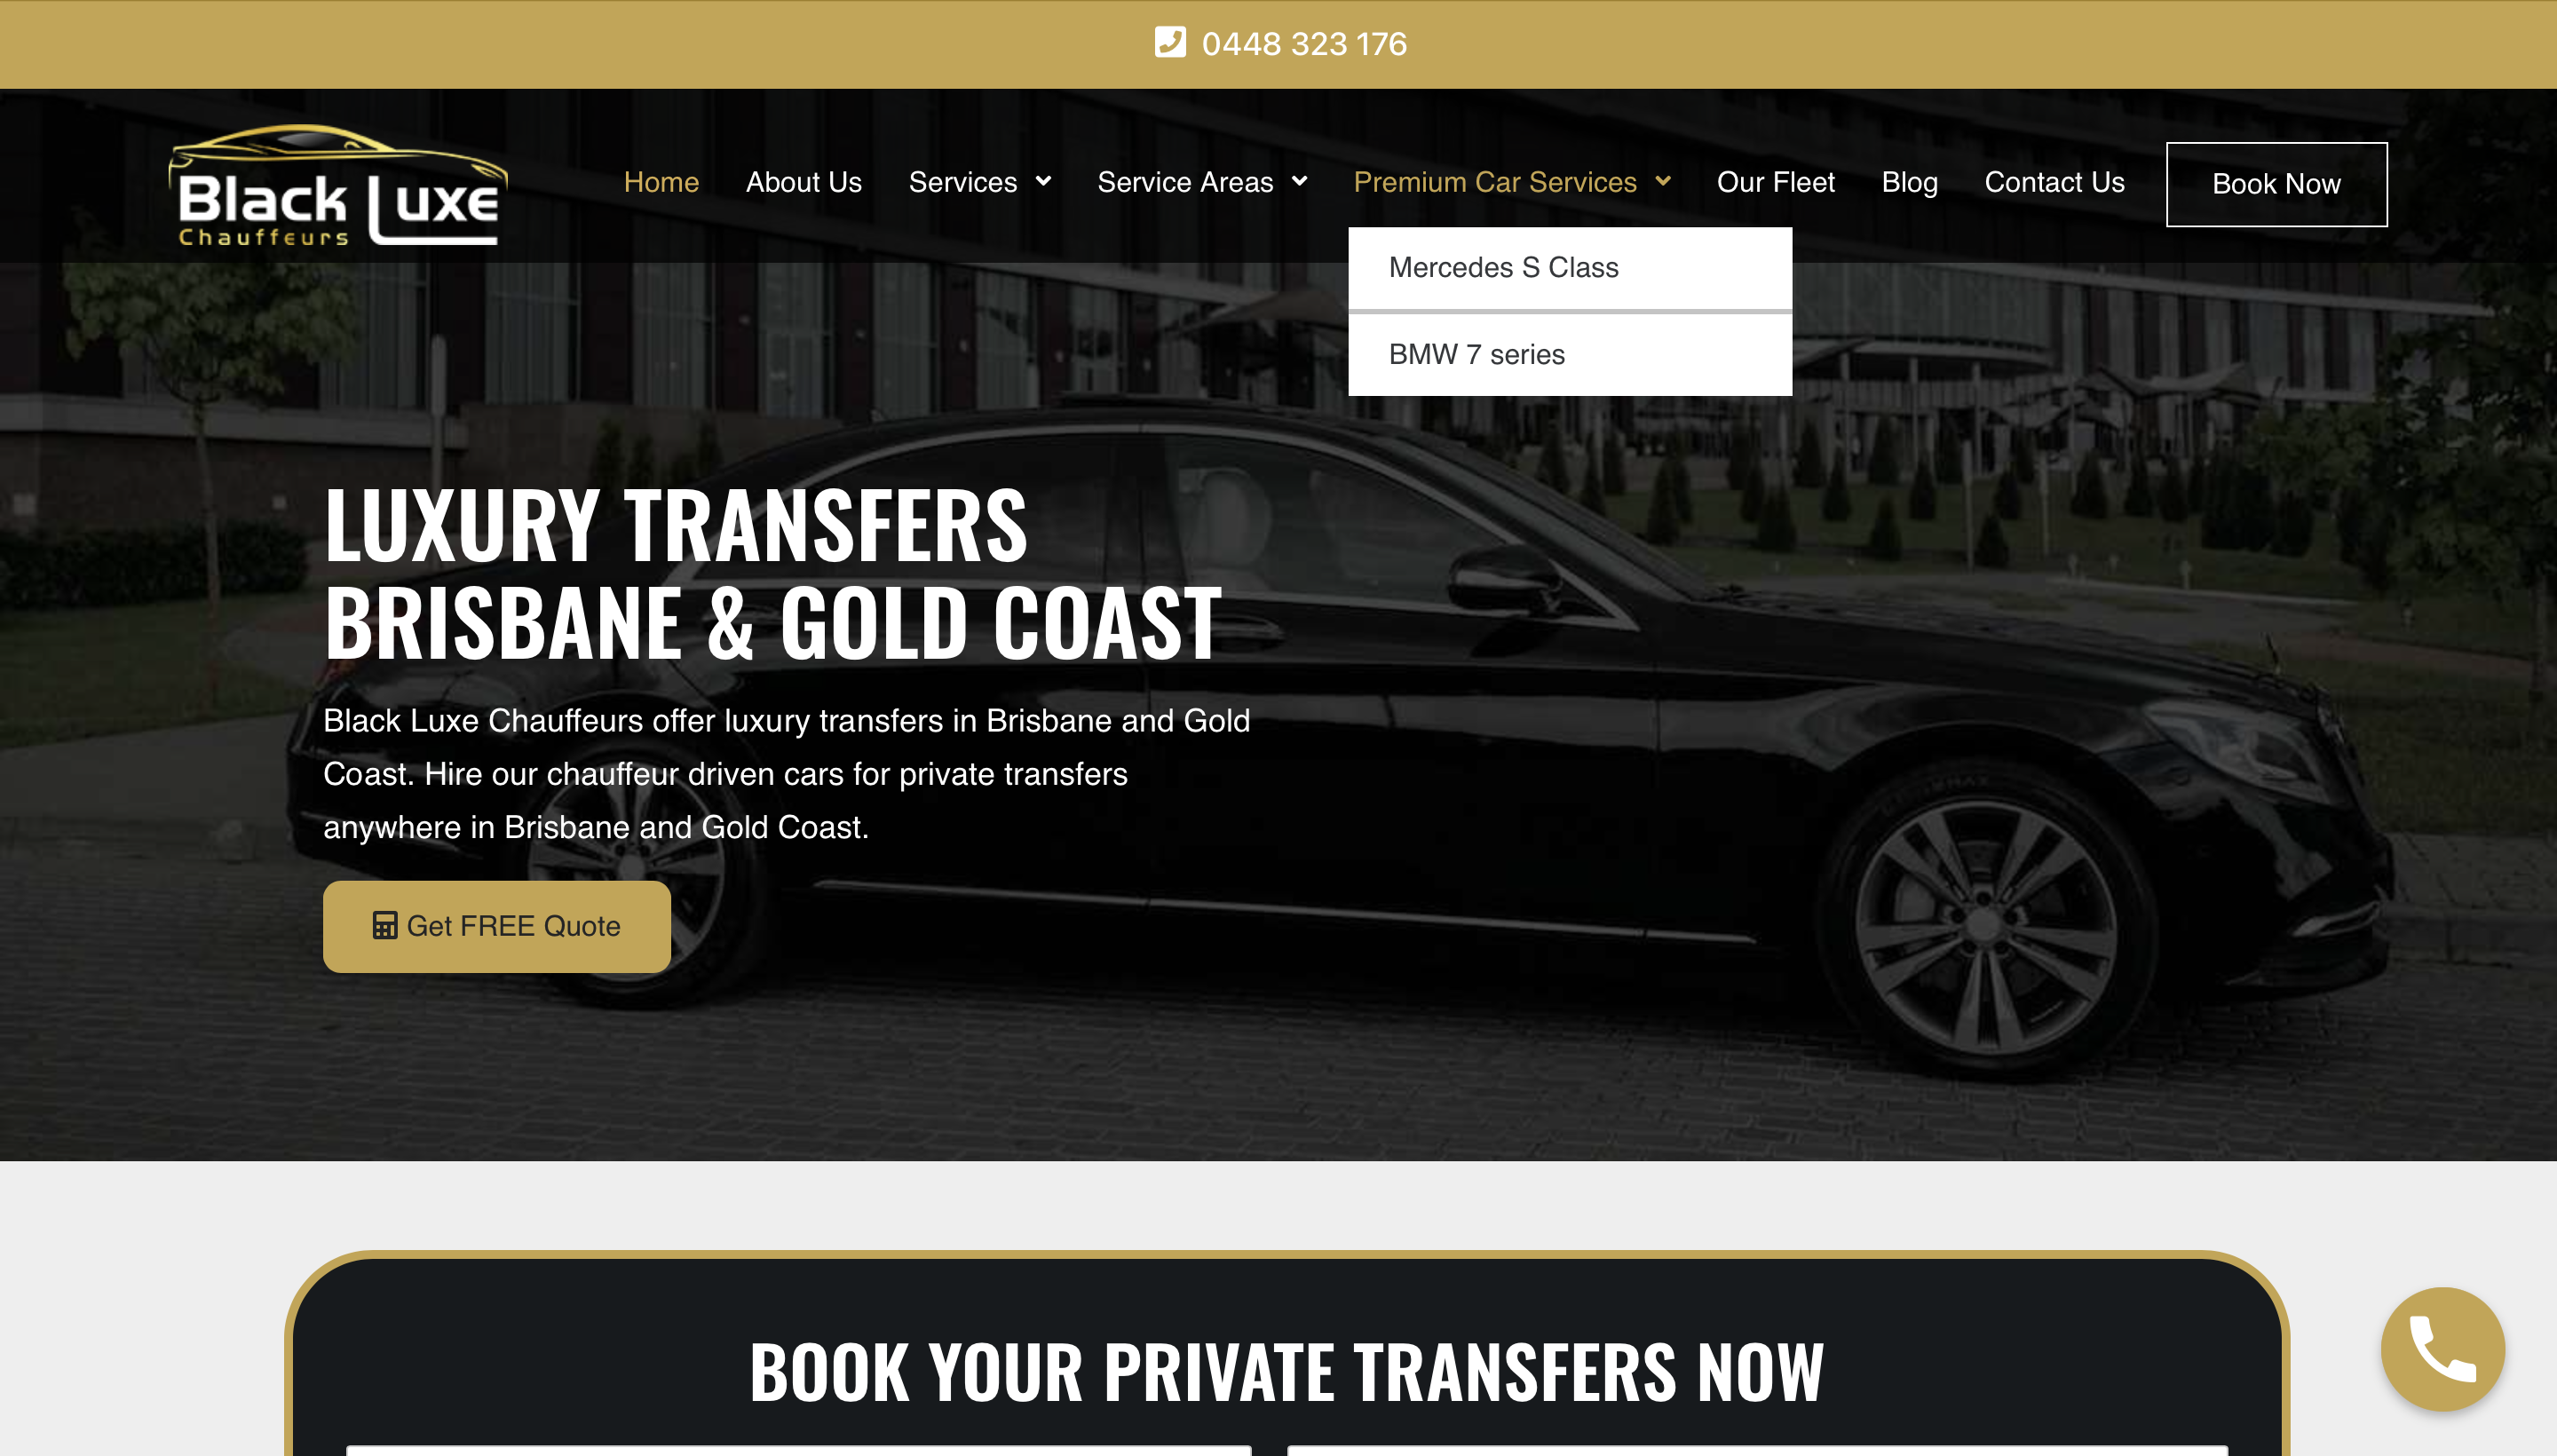 0448 323 176
Black Luxe
Chauffeurs
Home
About Us
Services
Service Areas
Premium Car Services
Our Fleet
Blog
Contact Us
Book Now
Mercedes S Class
BMW 7 series
LUXURY TRANSFERS
BRISBANE & GOLD COAST
Black Luxe Chauffeurs offer luxury transfers in Brisbane and Gold
Coast. Hire our chauffeur driven cars for private transfers
anywhere in Brisbane and Gold Coast.
Get FREE Quote
BOOK YOUR PRIVATE TRANSFERS NOW